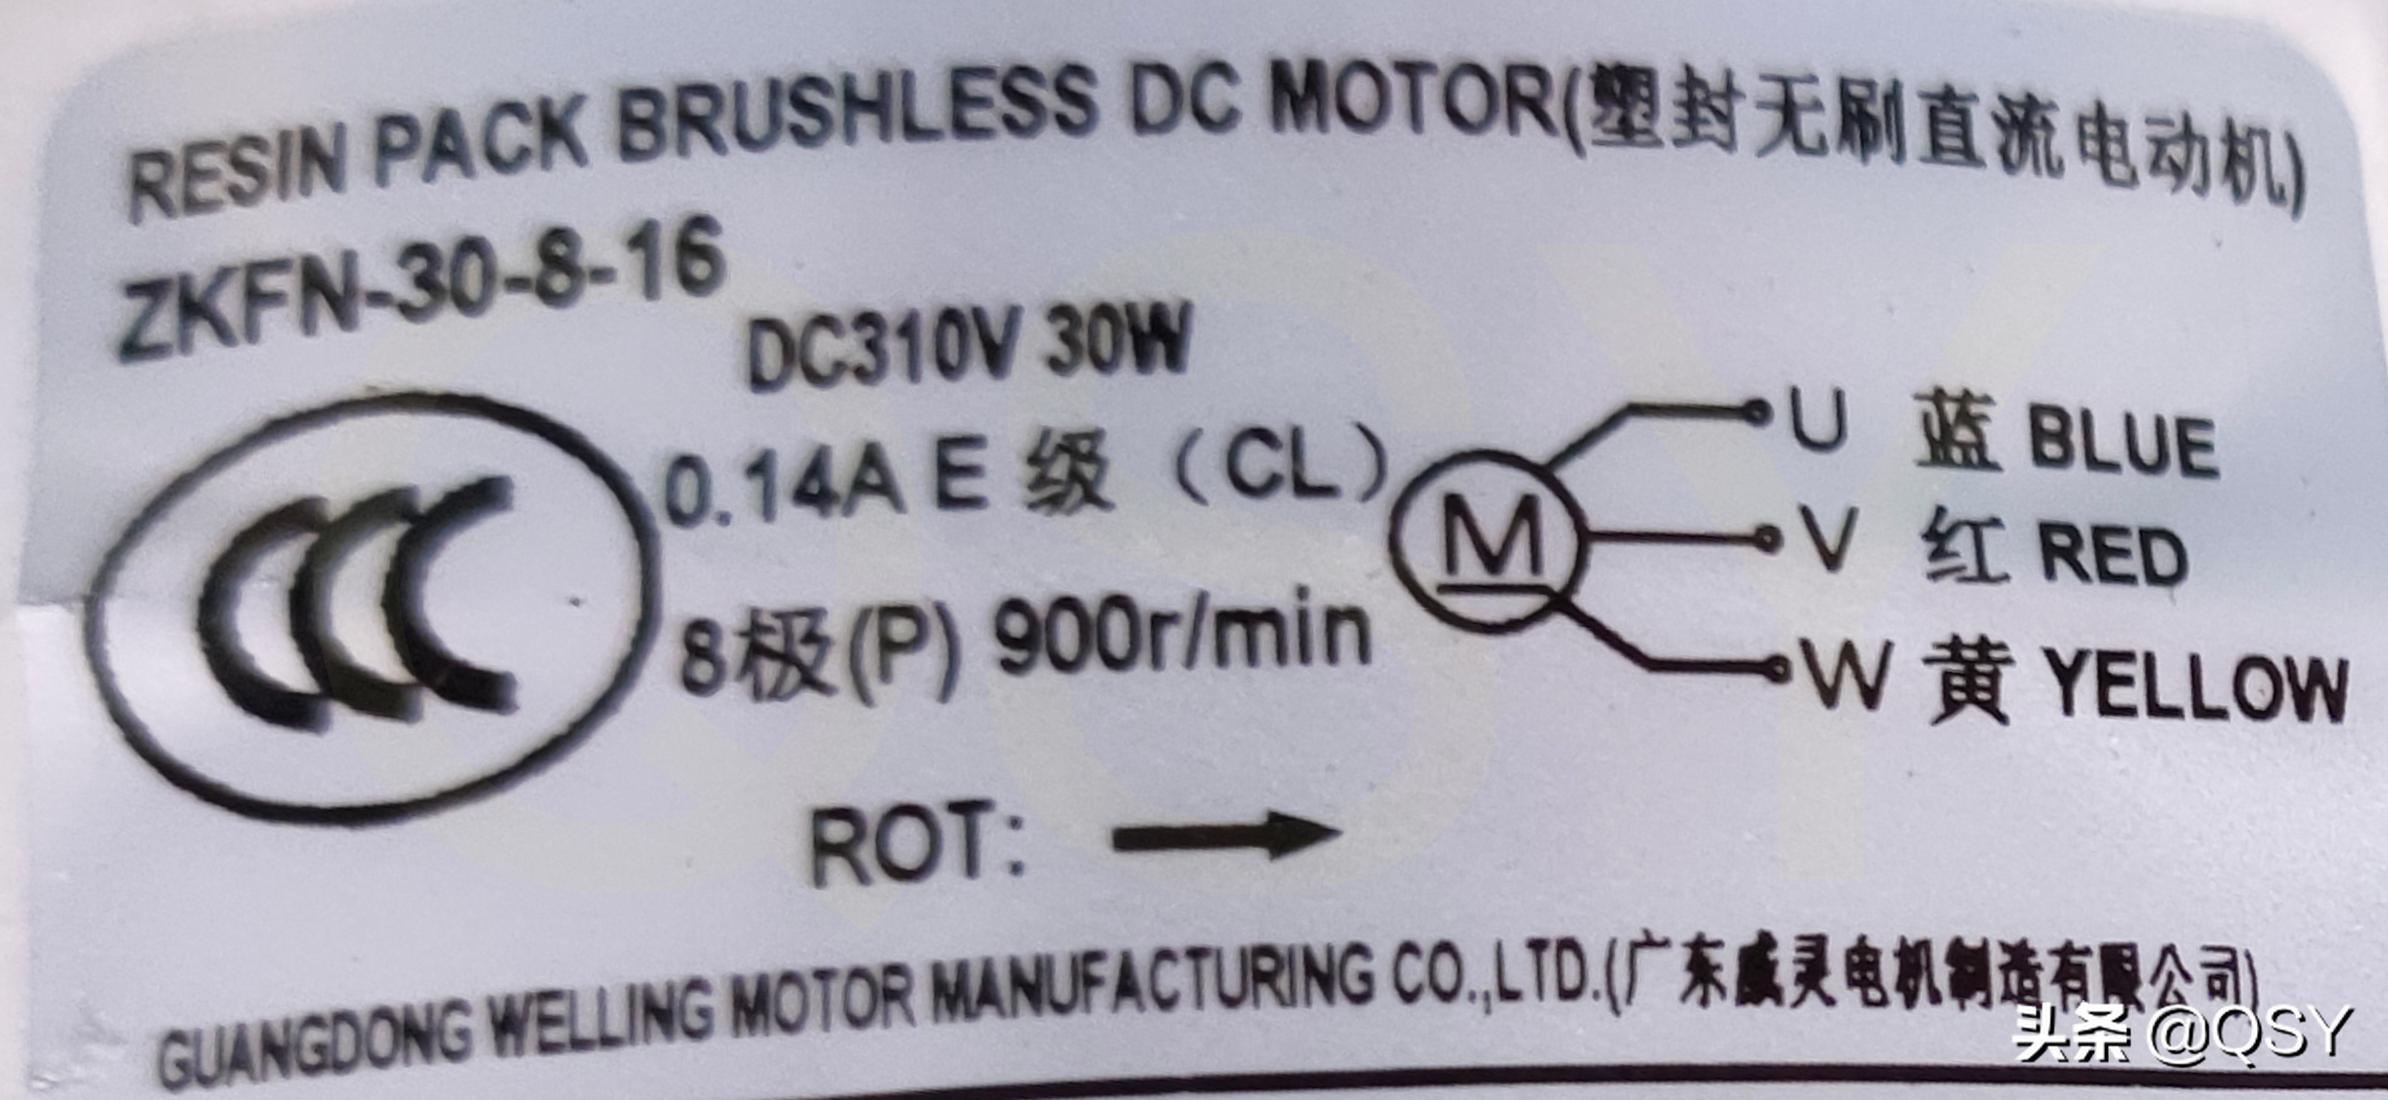 RESIN PACK BRUSHLESS DC MOTOR(塑封无刷直流电动机)
ZKFN-30-8-16
DC310V 30W
0.14A E 级（CL）
8极(P) 900r/min
M
U 蓝 BLUE
V 红 RED
W 黄 YELLOW
ROT:
GUANGDONG WELLING MOTOR MANUFACTURING CO.,LTD.(广东威灵电机制造有限公司)
头条 @QSY
QSY